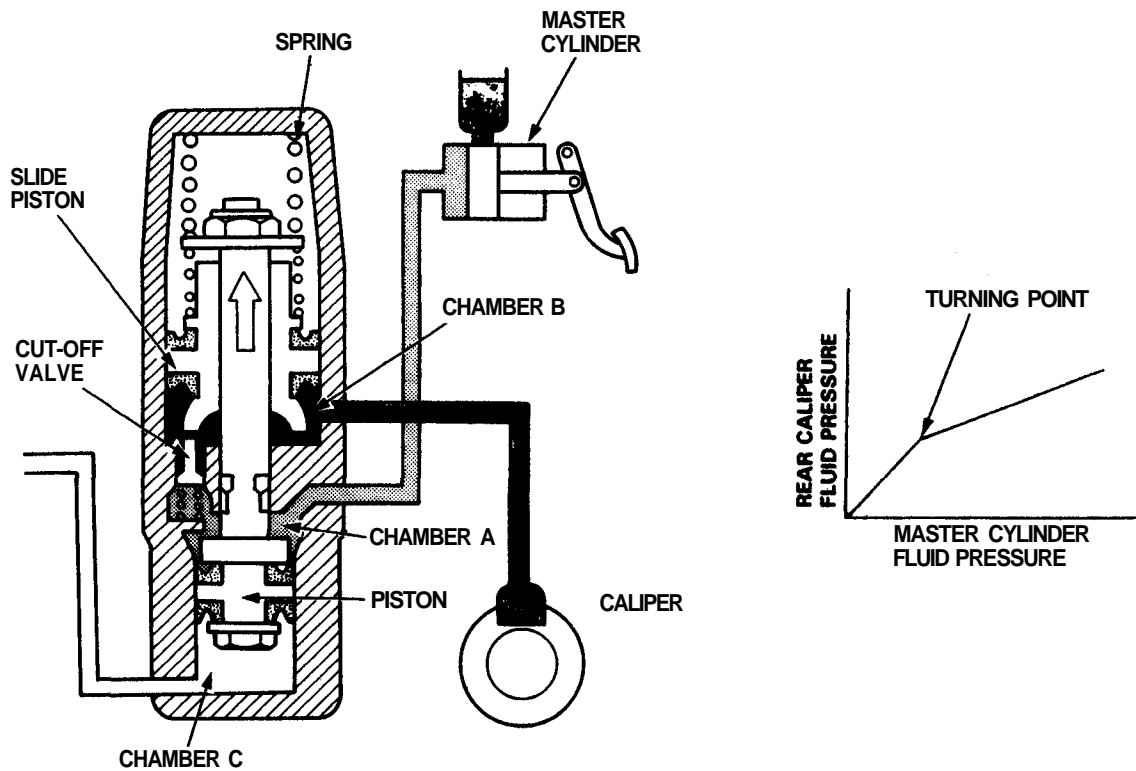 SPRING
MASTER
CYLINDER
SLIDE
PISTON
CHAMBER B
CUT-OFF
VALVE
CHAMBER A
PISTON
CALIPER
CHAMBER C
TURNING POINT
REAR CALIPER
FLUID PRESSURE
MASTER CYLINDER
FLUID PRESSURE